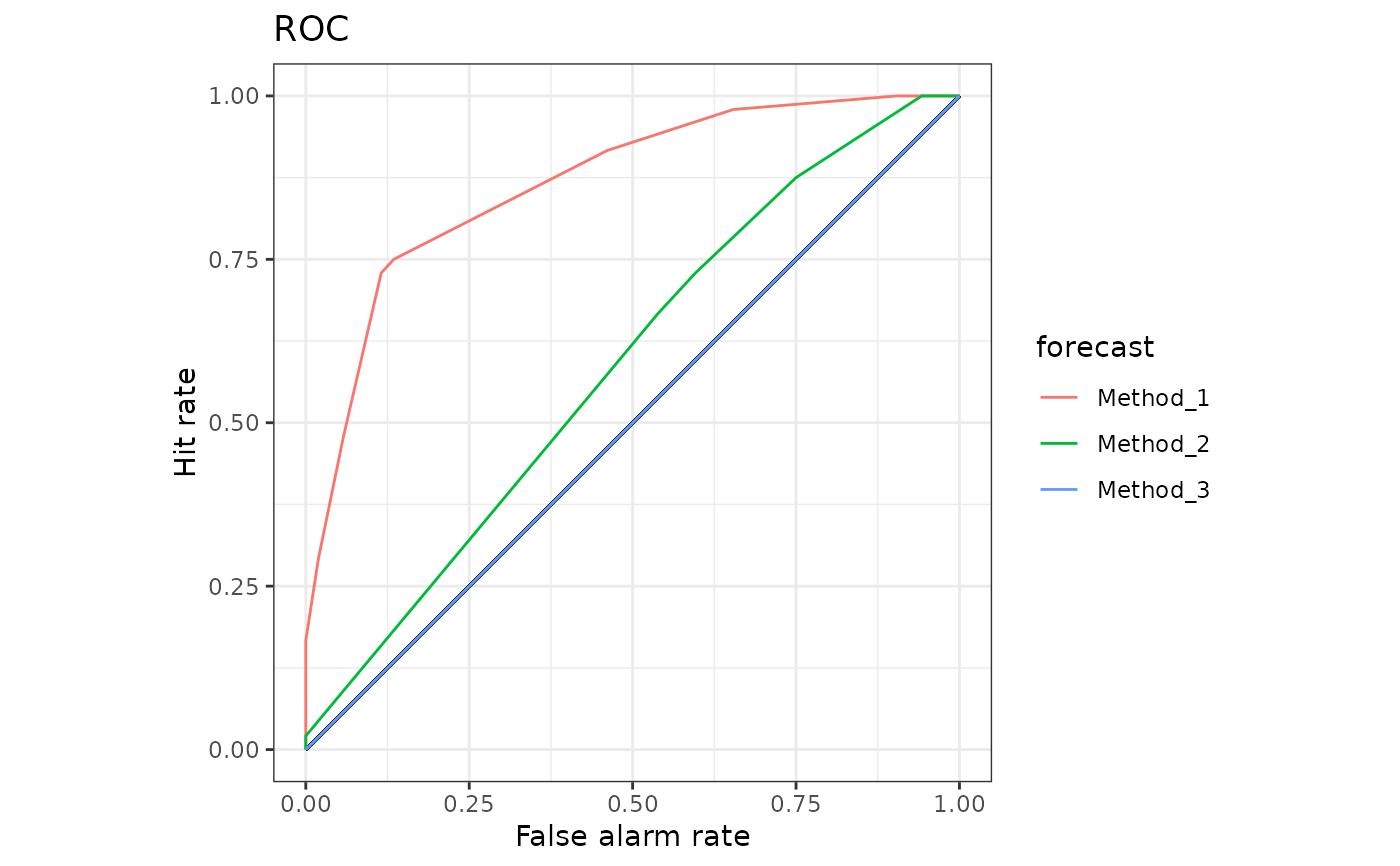 ROC
1.00
0.75
0.50
0.25
0.00
Hit rate
0.00 0.25 0.50 0.75 1.00
False alarm rate
forecast
Method_1
Method_2
Method_3